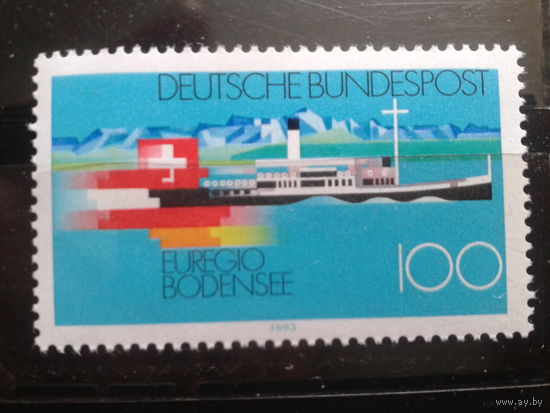 DEUTSCHE BUNDESPOST
EUREGIO
BODENSEE
100
1993
www.ay.by